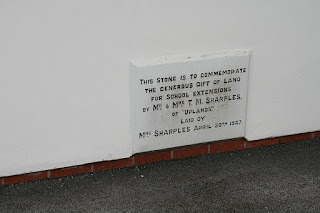 THIS STONE IS TO COMMEMORATE
THE GENEROUS GIFT OF LAND
FOR SCHOOL EXTENSIONS
BY MR & MRS T. M. SHARPLES,
OF "UPLANDS"
LAID BY
MRS SHARPLES APRIL 20TH